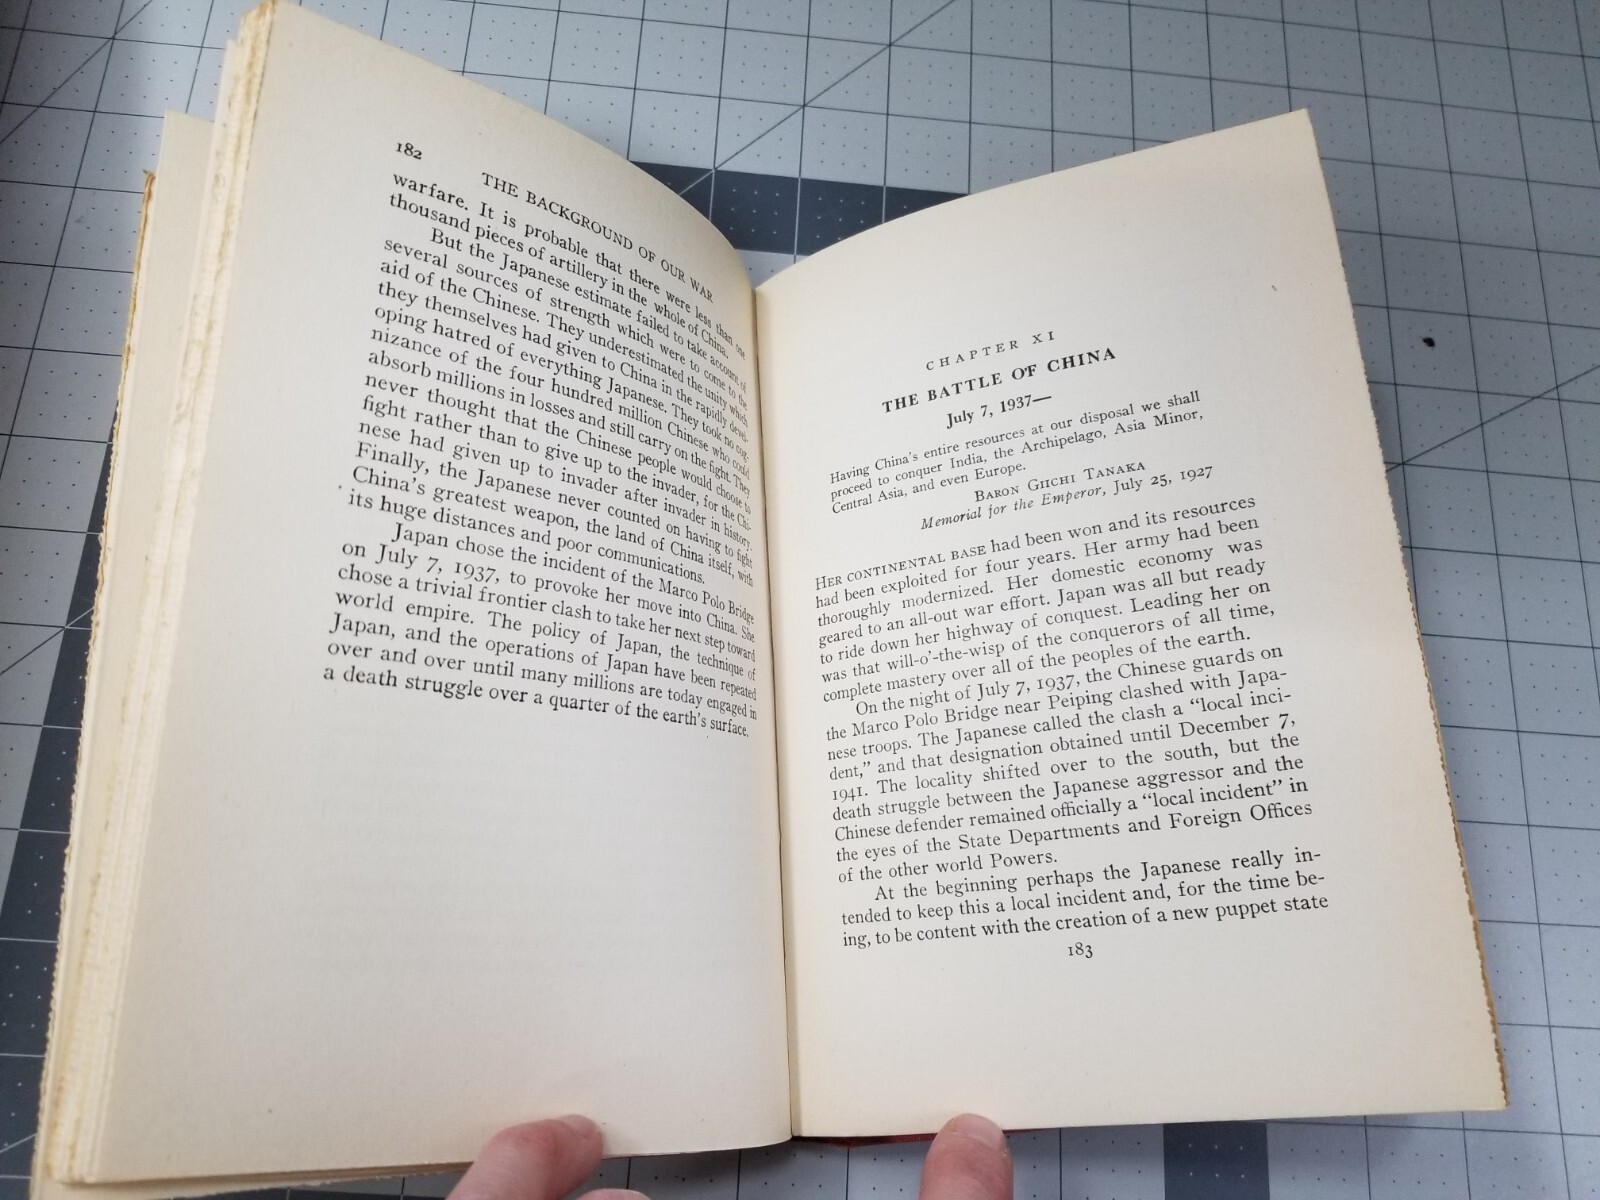 182
THE BACKGROUND OF OUR WAR
warfare. It is probable that there were less than one
thousand pieces of artillery in the whole of China.
But the Japanese estimate failed to take account of
several sources of strength which were to come to the
aid of the Chinese. They underestimated the unity which
they themselves had given to China in the rapidly devel-
oping hatred of everything Japanese. They took no cog-
nizance of the four hundred million Chinese who could
absorb millions in losses and still carry on the fight. They
never thought that the Chinese people would choose to
fight rather than to give up to the invader, for the Chi-
nese had given up to invader after invader in history.
Finally, the Japanese never counted on having to fight
China's greatest weapon, the land of China itself, with
its huge distances and poor communications.
Japan chose the incident of the Marco Polo Bridge
on July 7, 1937, to provoke her move into China. She
chose a trivial frontier clash to take her next step toward
world empire. The policy of Japan, the technique of
Japan, and the operations of Japan have been repeated
over and over until many millions are today engaged in
a death struggle over a quarter of the earth's surface.
CHAPTER XI
THE BATTLE OF CHINA
July 7, 1937—
Having China's entire resources at our disposal we shall
proceed to conquer India, the Archipelago, Asia Minor,
Central Asia, and even Europe.
BARON GIICHI TANAKA
Memorial for the Emperor, July 25, 1927
HER CONTINENTAL BASE had been won and its resources
had been exploited for four years. Her army had been
thoroughly modernized. Her domestic economy was
geared to an all-out war effort. Japan was all but ready
to ride down her highway of conquest. Leading her on
was that will-o'-the-wisp of the conquerors of all time,
complete mastery over all of the peoples of the earth.
On the night of July 7, 1937, the Chinese guards on
the Marco Polo Bridge near Peiping clashed with Japa-
nese troops. The Japanese called the clash a "local inci-
dent," and that designation obtained until December 7,
1941. The locality shifted over to the south, but the
death struggle between the Japanese aggressor and the
Chinese defender remained officially a "local incident" in
the eyes of the State Departments and Foreign Offices
of the other world Powers.
At the beginning perhaps the Japanese really in-
tended to keep this a local incident and, for the time be-
ing, to be content with the creation of a new puppet state
183